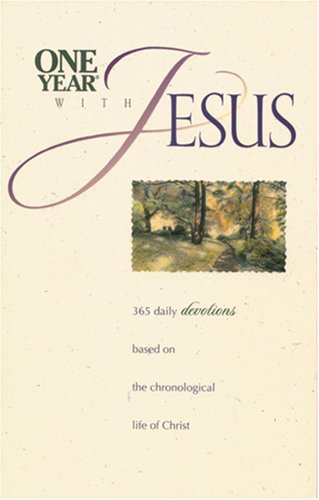 ONE
YEAR®
WITH
JESUS
365 daily devotions
based on
the chronological
life of Christ